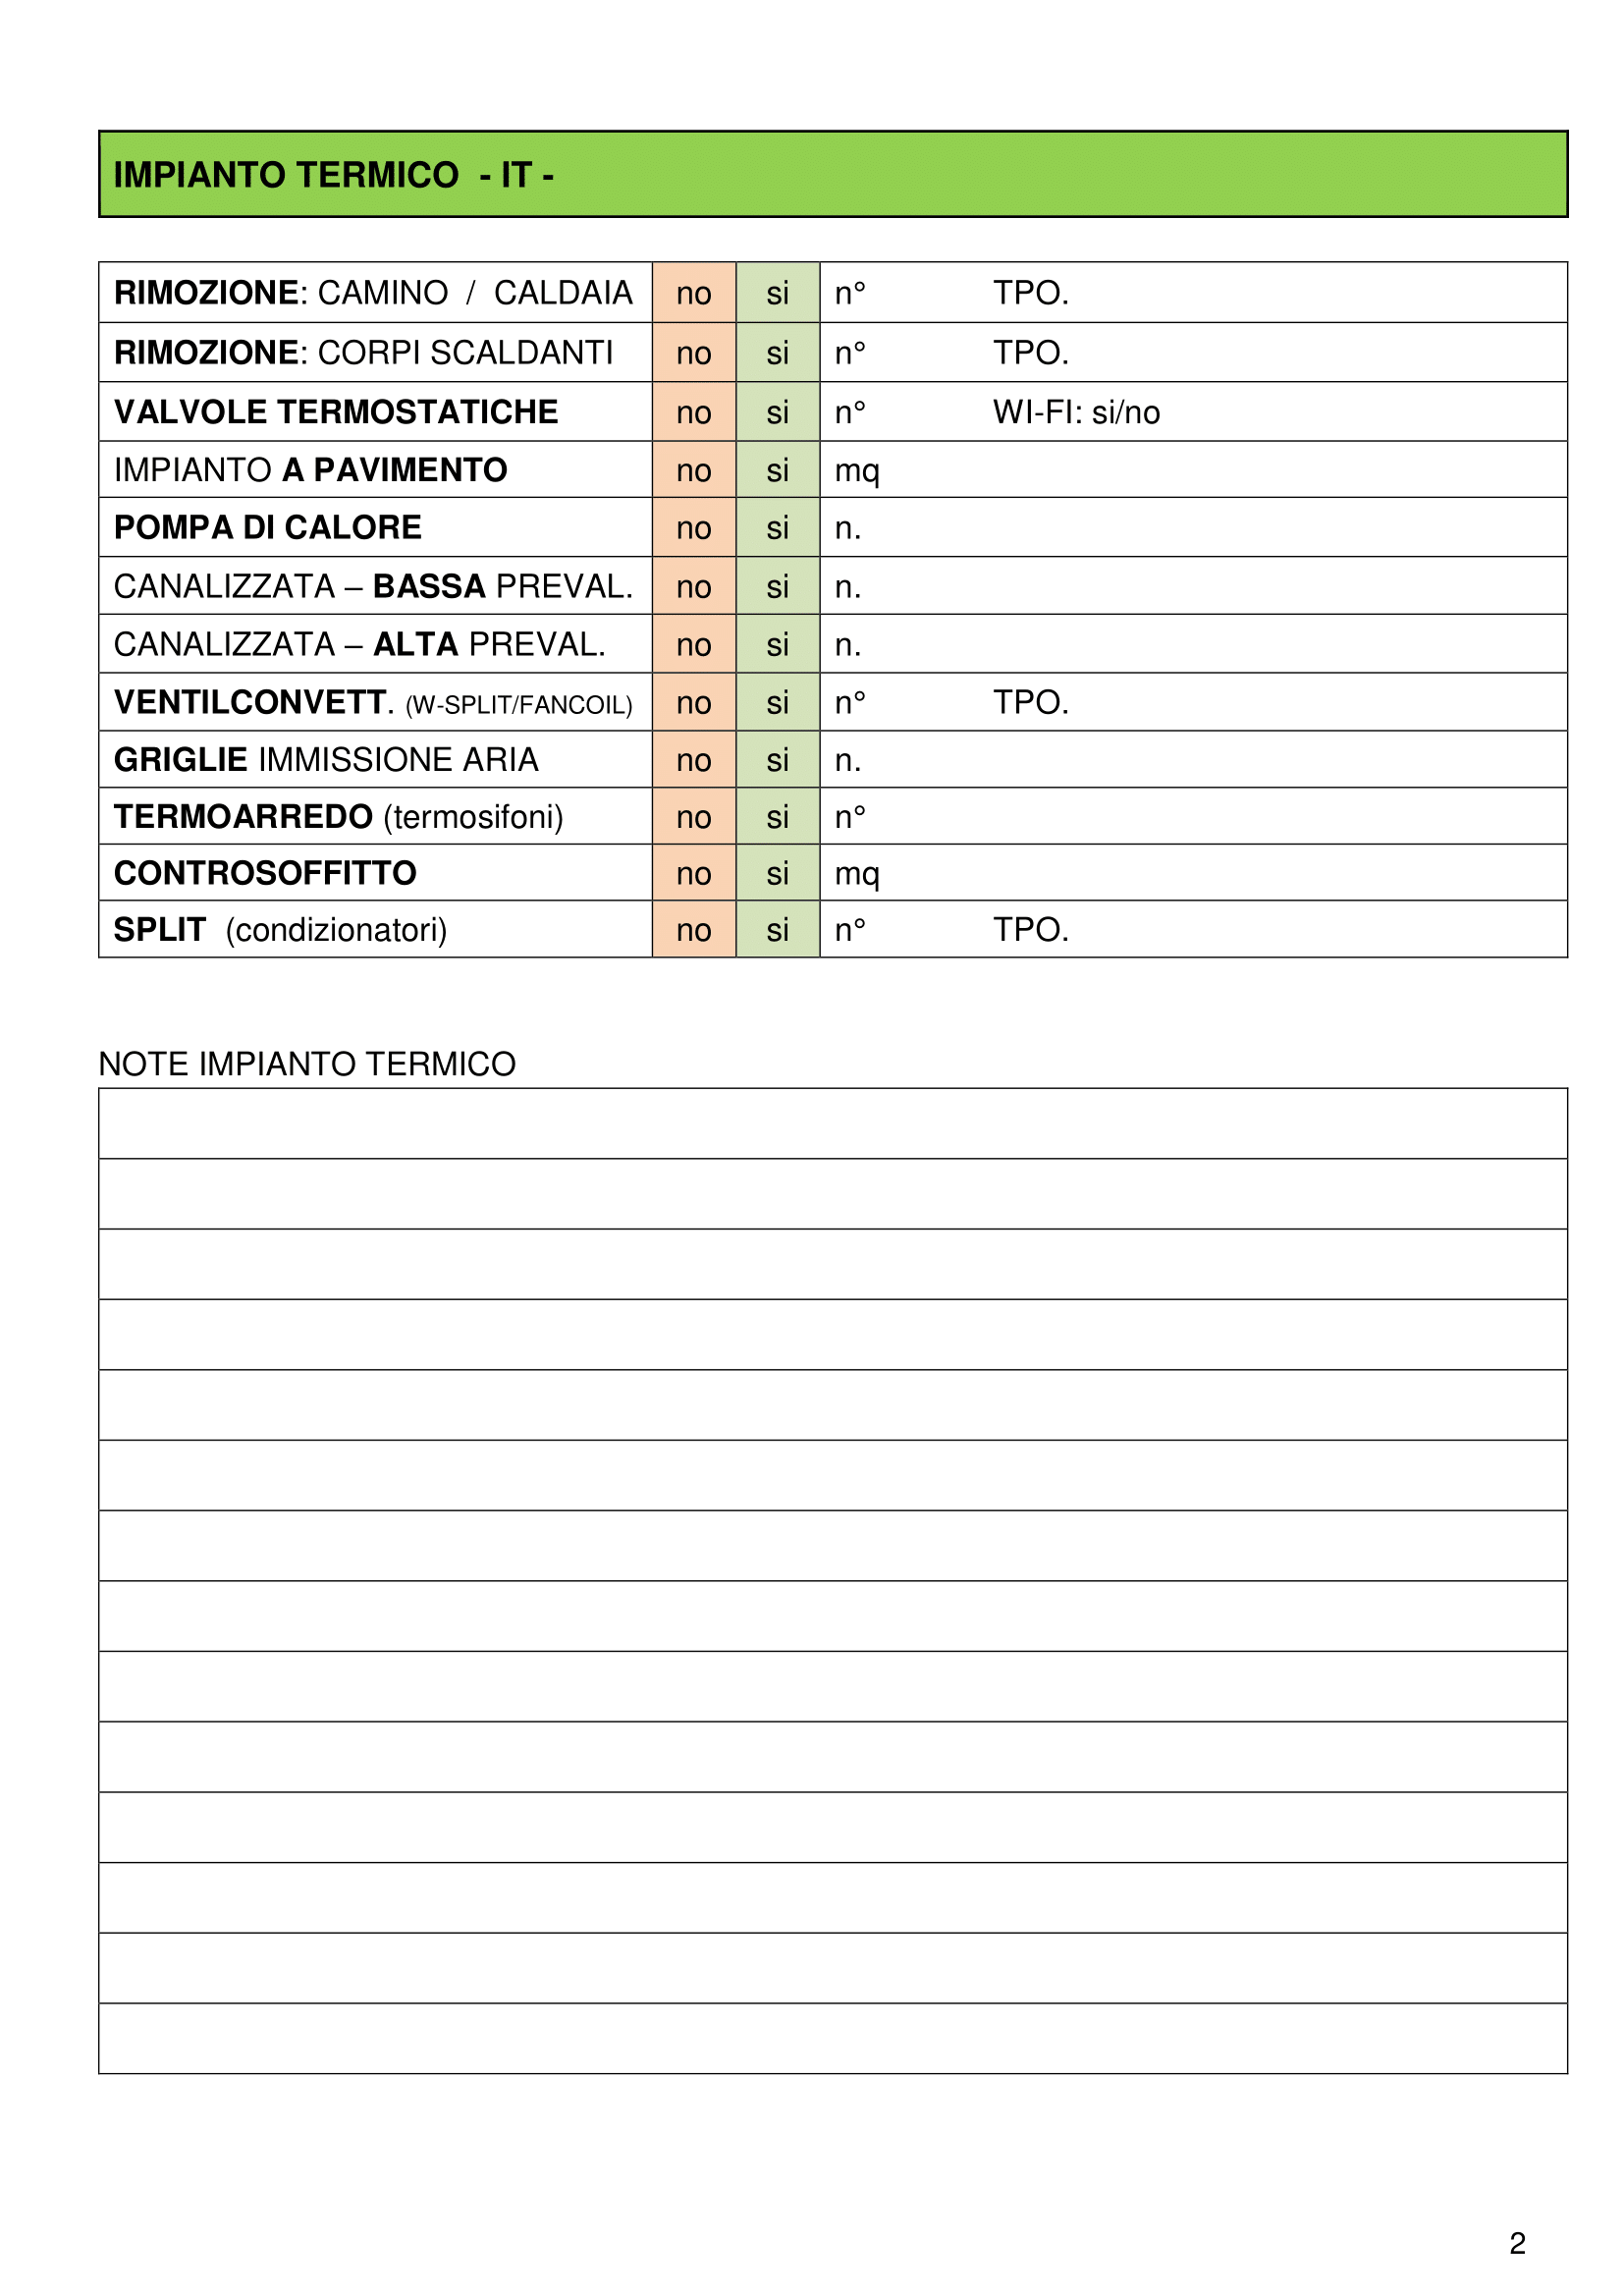 IMPIANTO TERMICO - IT -
RIMOZIONE: CAMINO / CALDAIA no si n° TPO.
RIMOZIONE: CORPI SCALDANTI no si n° TPO.
VALVOLE TERMOSTATICHE no si n° WI-FI: si/no
IMPIANTO A PAVIMENTO no si mq
POMPA DI CALORE no si n.
CANALIZZATA – BASSA PREVAL. no si n.
CANALIZZATA – ALTA PREVAL. no si n.
VENTILCONVETT. (W-SPLIT/FANCOIL) no si n° TPO.
GRIGLIE IMMISSIONE ARIA no si n.
TERMOARREDO (termosifoni) no si n°
CONTROSOFFITTO no si mq
SPLIT (condizionatori) no si n° TPO.
NOTE IMPIANTO TERMICO
2